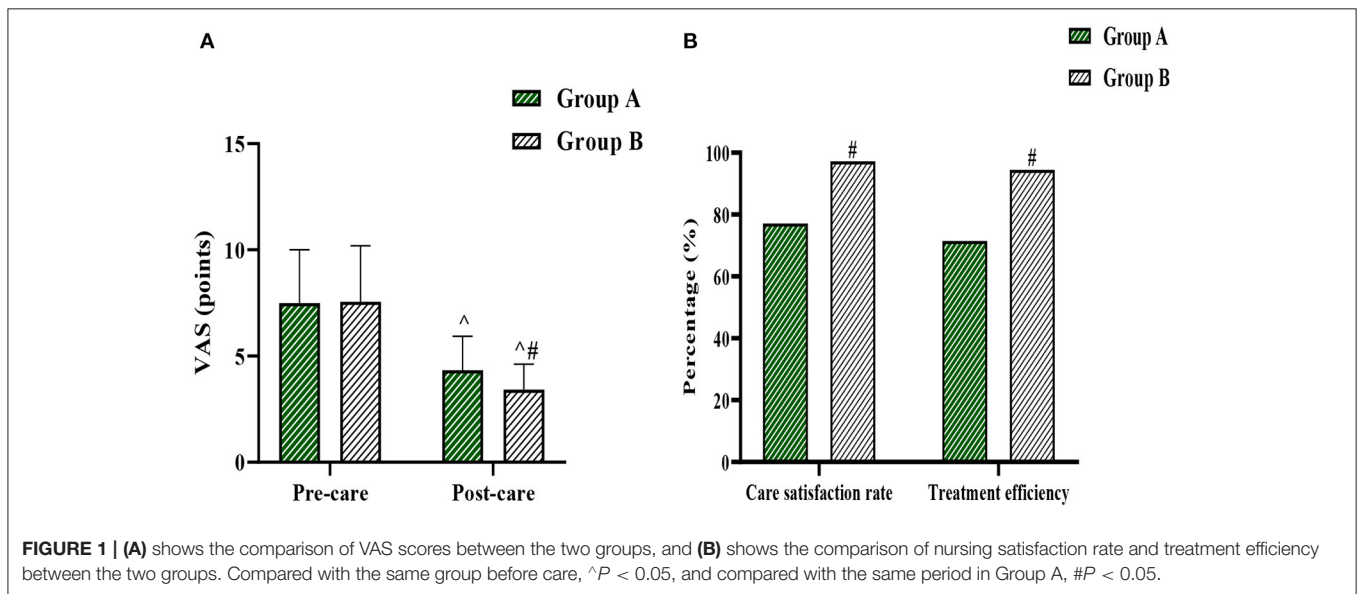 A
Group A
Group B
VAS (points)
15
10
5
0
^
^#
Pre-care
Post-care
B
Group A
Group B
Percentage (%)
100
80
60
40
20
0
#
#
Care satisfaction rate
Treatment efficiency
FIGURE 1 | (A) shows the comparison of VAS scores between the two groups, and (B) shows the comparison of nursing satisfaction rate and treatment efficiency
between the two groups. Compared with the same group before care, ^P < 0.05, and compared with the same period in Group A, #P < 0.05.